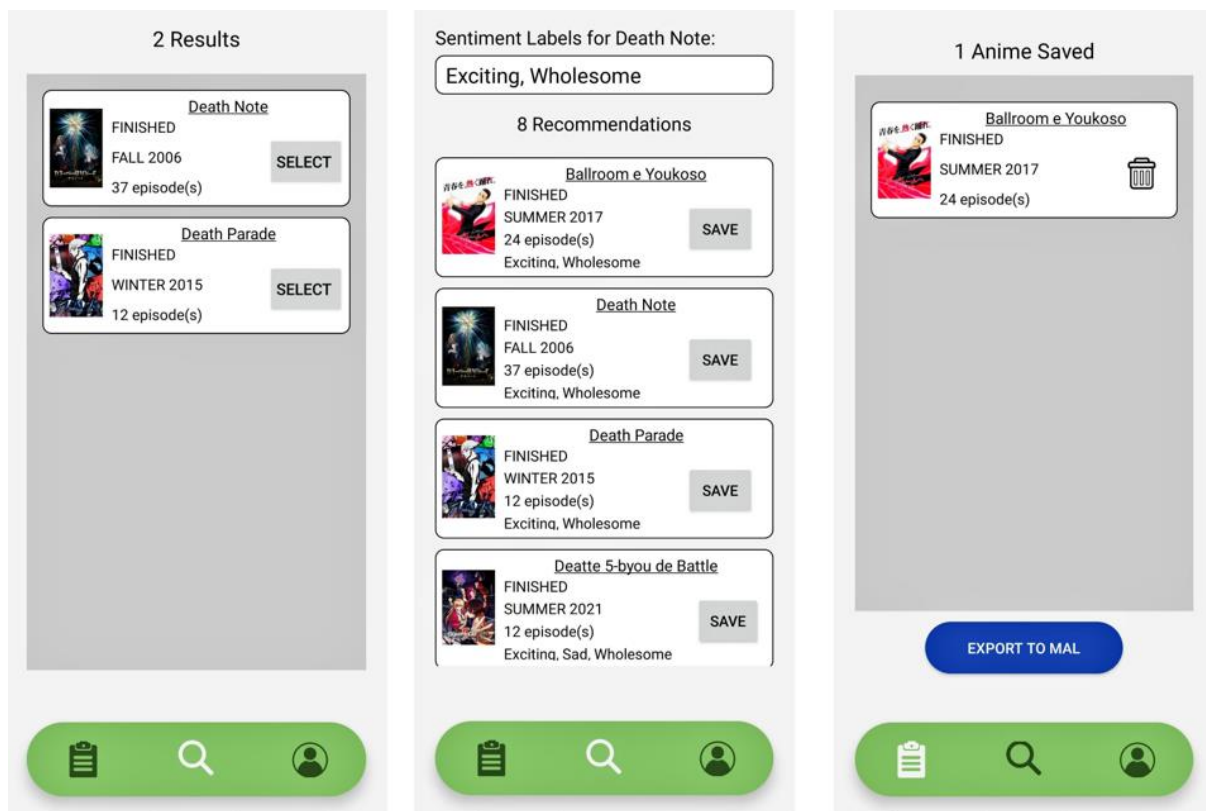 2 Results
Death Note
FINISHED
FALL 2006
SELECT
37 episode(s)
Death Parade
FINISHED
WINTER 2015
SELECT
12 episode(s)
Sentiment Labels for Death Note:
Exciting, Wholesome
8 Recommendations
Ballroom e Youkoso
FINISHED
SUMMER 2017
SAVE
24 episode(s)
Exciting, Wholesome
Death Note
FINISHED
FALL 2006
SAVE
37 episode(s)
Exciting, Wholesome
Death Parade
FINISHED
WINTER 2015
SAVE
12 episode(s)
Exciting, Wholesome
Deatte 5-byou de Battle
FINISHED
SUMMER 2021
SAVE
12 episode(s)
Exciting, Sad, Wholesome
1 Anime Saved
Ballroom e Youkoso
FINISHED
SUMMER 2017
24 episode(s)
EXPORT TO MAL